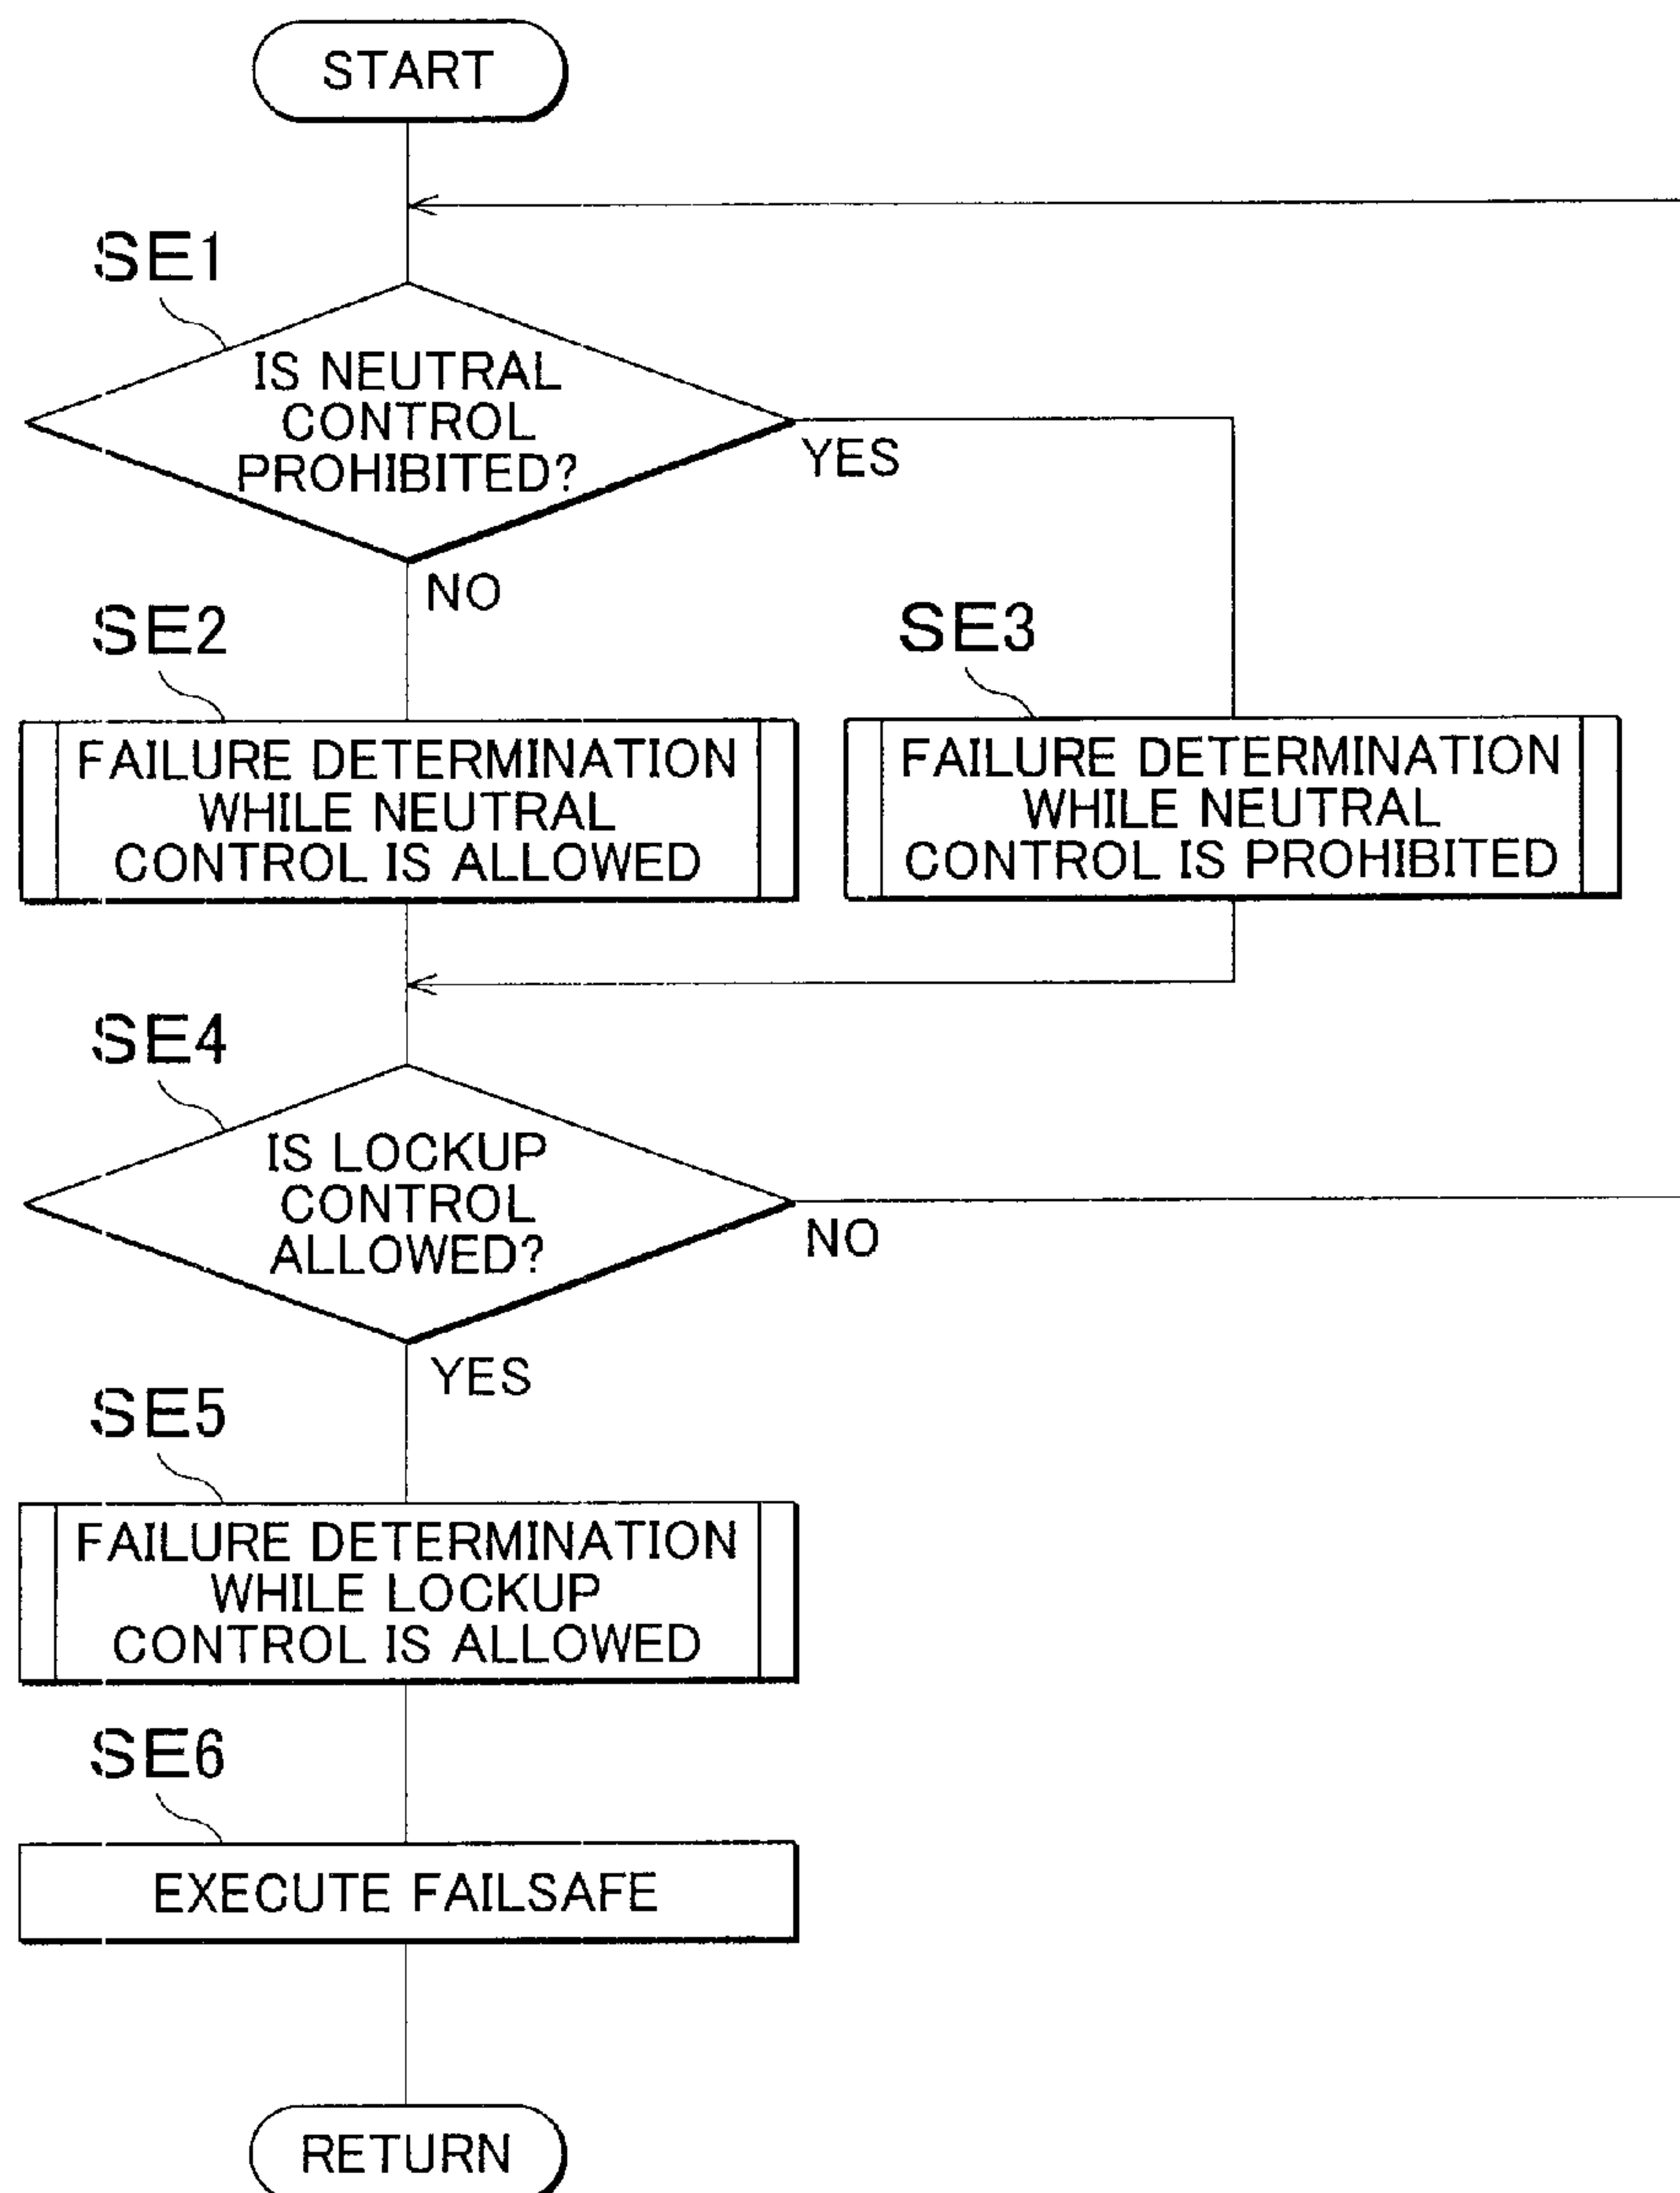 START
SE1
IS NEUTRAL
CONTROL
PROHIBITED?
YES
NO
SE2
FAILURE DETERMINATION
WHILE NEUTRAL
CONTROL IS ALLOWED
SE3
FAILURE DETERMINATION
WHILE NEUTRAL
CONTROL IS PROHIBITED
SE4
IS LOCKUP
CONTROL
ALLOWED?
NO
YES
SE5
FAILURE DETERMINATION
WHILE LOCKUP
CONTROL IS ALLOWED
SE6
EXECUTE FAILSAFE
RETURN